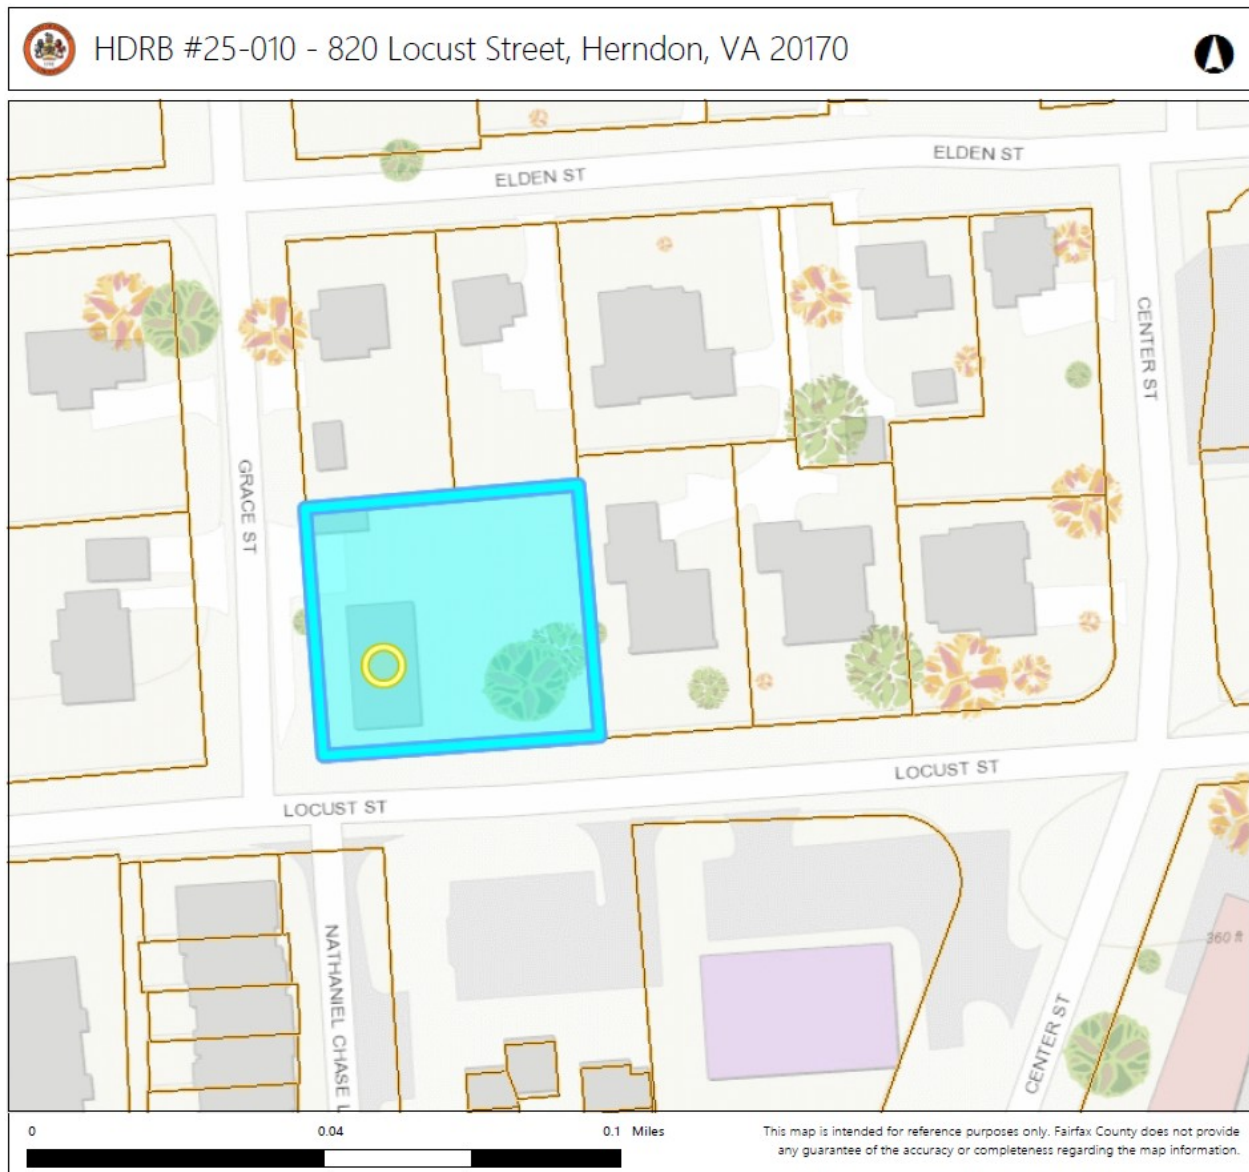 HDRB #25-010 - 820 Locust Street, Herndon, VA 20170
ELDEN ST
ELDEN ST
CENTER ST
GRACE ST
LOCUST ST
LOCUST ST
NATHANIEL CHASE L
360 ft
CENTER ST
0 0.04 0.1 Miles
This map is intended for reference purposes only. Fairfax County does not provide
any guarantee of the accuracy or completeness regarding the map information.